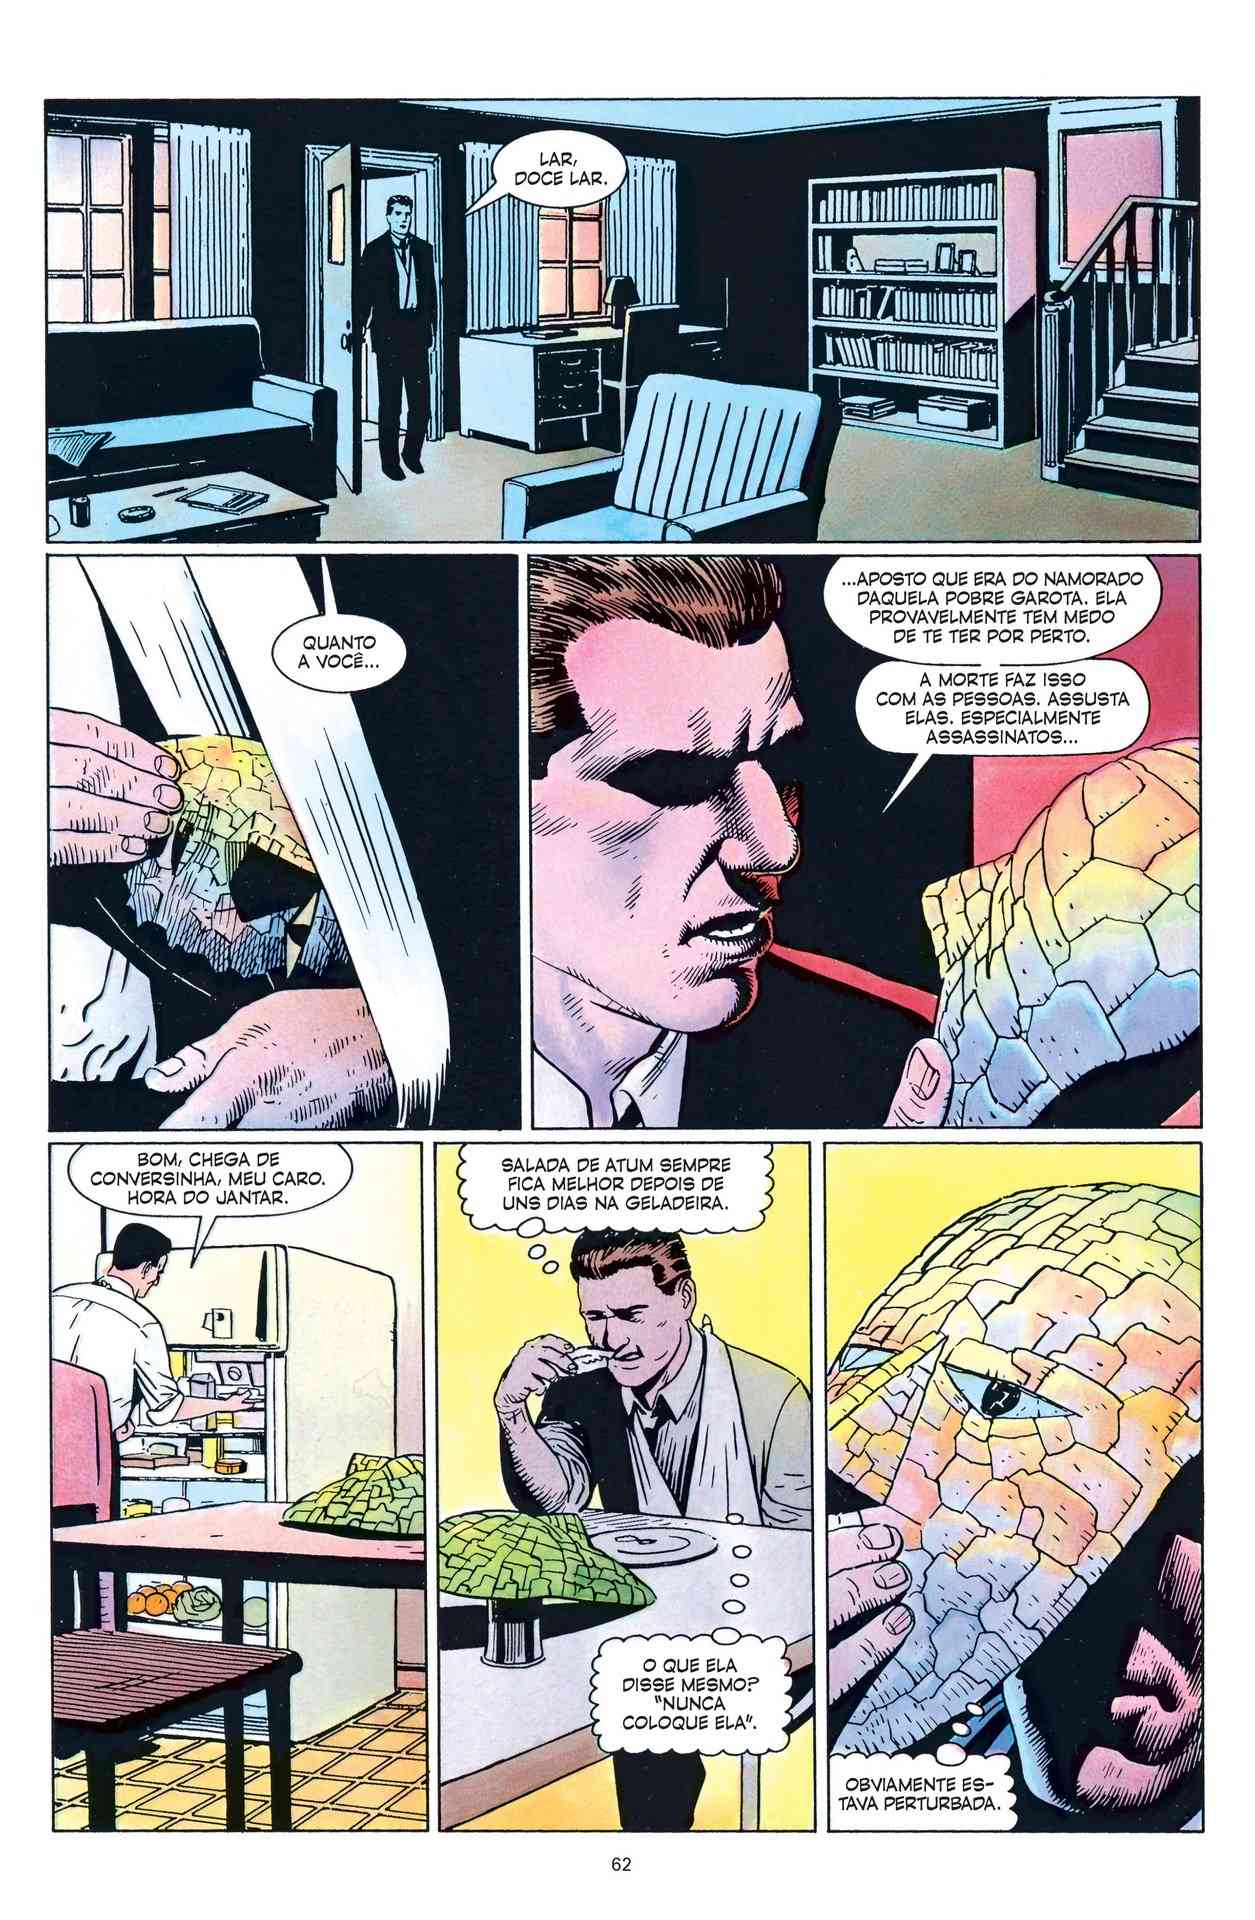 LAR,
DOCE LAR.
QUANTO
A VOCÊ...
...APOSTO QUE ERA DO NAMORADO
DAQUELA POBRE GAROTA. ELA
PROVAVELMENTE TEM MEDO
DE TE TER POR PERTO.
A MORTE FAZ ISSO
COM AS PESSOAS. ASSUSTA
ELAS. ESPECIALMENTE
ASSASSINATOS...
BOM, CHEGA DE
CONVERSINHA, MEU CARO.
HORA DO JANTAR.
SALADA DE ATUM SEMPRE
FICA MELHOR DEPOIS DE
UNS DIAS NA GELADEIRA.
O QUE ELA
DISSE MESMO?
"NUNCA
COLOQUE ELA".
OBVIAMENTE ES-
TAVA PERTURBADA.
62